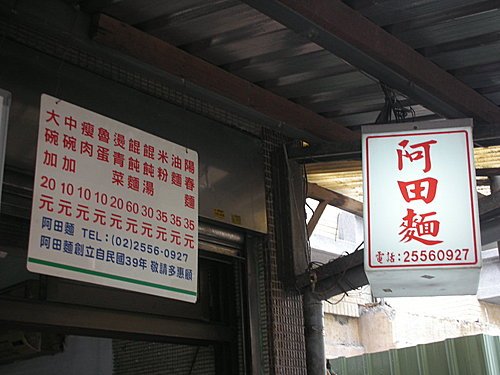 陽春麵35元
油麵35元
米粉35元
餛飩湯30元
餛飩麵60元
燙青菜20元
魯蛋10元
瘦肉10元
中碗加10元
大碗加20元
阿田麵 TEL:(02)2556-0927
阿田麵創立自民國39年 敬請多惠顧
阿田麵
電話:25560927